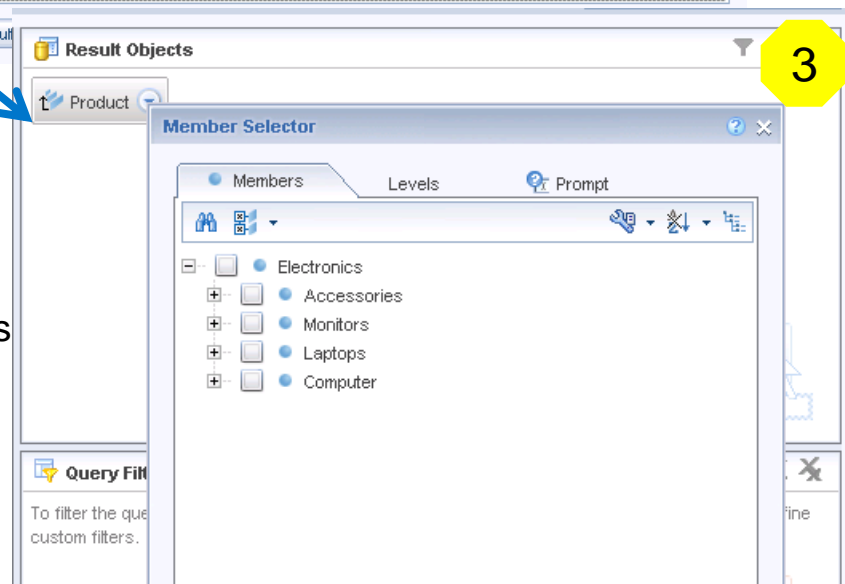 Result Objects
3
Product
Member Selector
Members Levels Prompt
Electronics
Accessories
s
Monitors
Laptops
Computer
Query Filt
To filter the que
fine
custom filters.